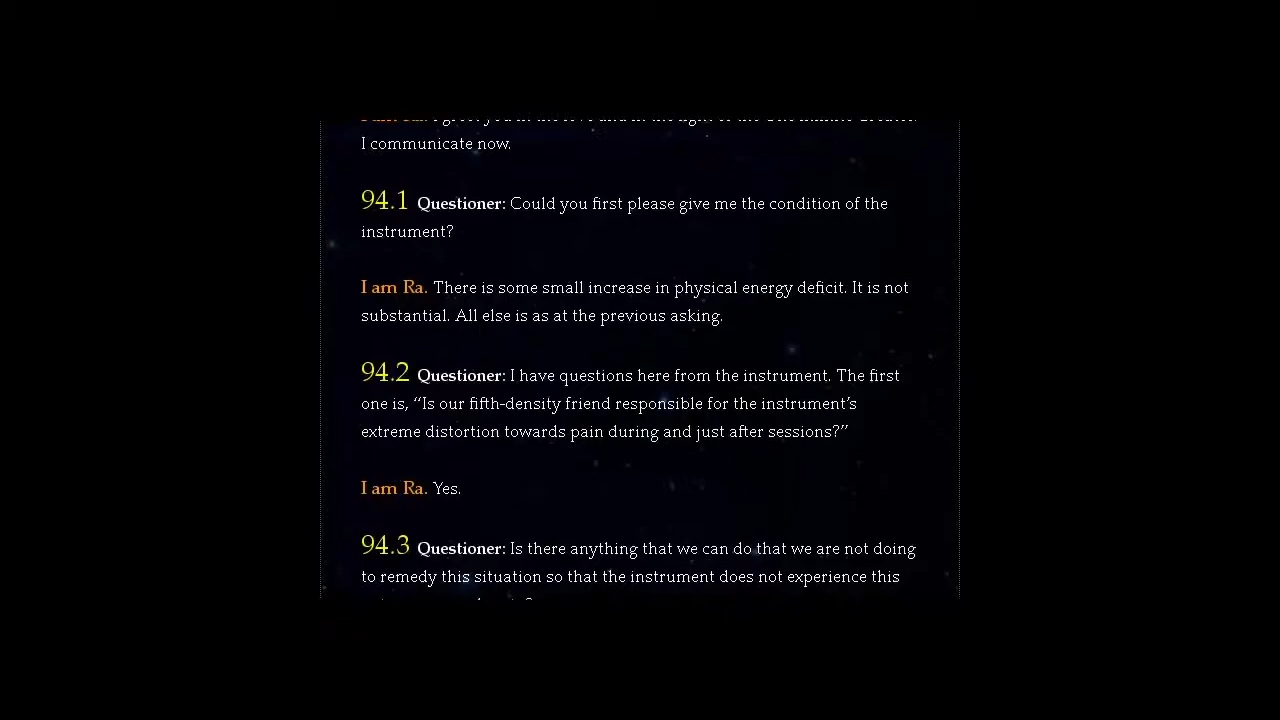 I communicate now.
94.1 Questioner: Could you first please give me the condition of the
instrument?
I am Ra. There is some small increase in physical energy deficit. It is not
substantial. All else is as at the previous asking.
94.2 Questioner: I have questions here from the instrument. The first
one is, “Is our fifth-density friend responsible for the instrument’s
extreme distortion towards pain during and just after sessions?”
I am Ra. Yes.
94.3 Questioner: Is there anything that we can do that we are not doing
to remedy this situation so that the instrument does not experience this